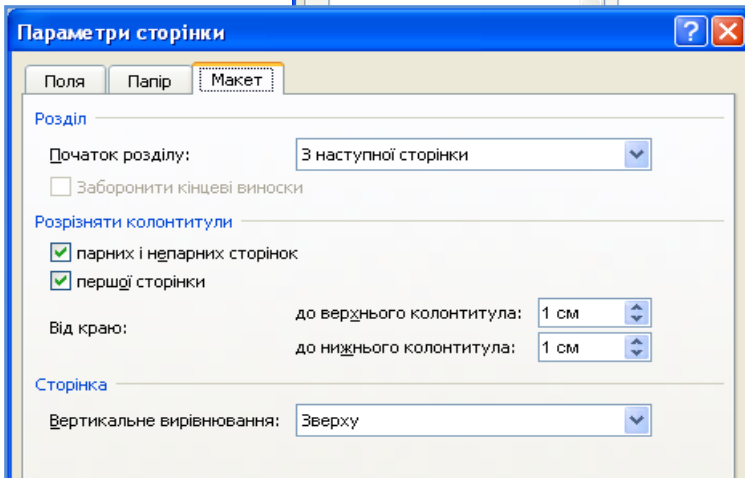 Параметри сторінки
Поля Папір Макет
Розділ
Початок розділу: З наступної сторінки
Заборонити кінцеві виноски
Розрізняти колонтитули
парних і непарних сторінок
першої сторінки
до верхнього колонтитула: 1 см
Від краю:
до нижнього колонтитула: 1 см
Сторінка
Вертикальне вирівнювання: Зверху